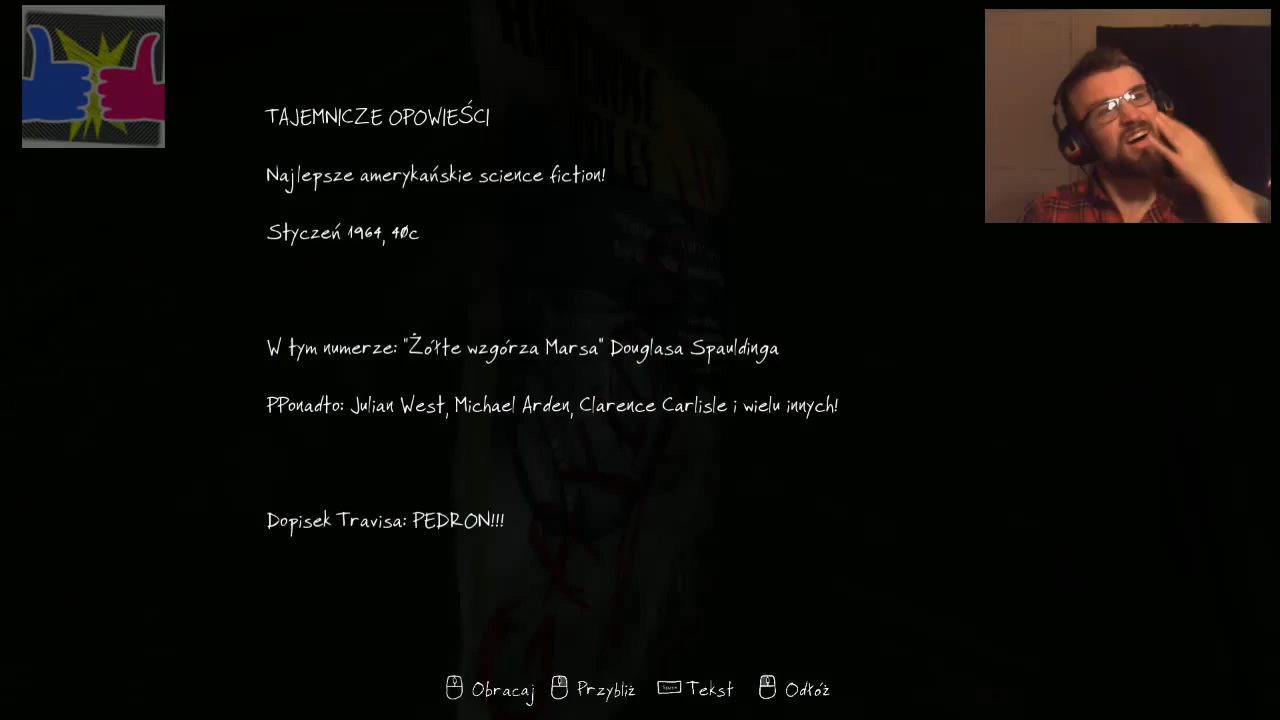 TAJEMNICZE OPOWIEŚCI
Najlepsze amerykańskie science fiction!
Styczeń 1964, 40c
W tym numerze: "Żółte wzgórza Marsa" Douglasa Spauldinga
PPonadto: Julian West, Michael Arden, Clarence Carlisle i wielu innych!
Dopisek Travisa: PEDRON!!!
Obracaj Przybliż Tekst Odłóż